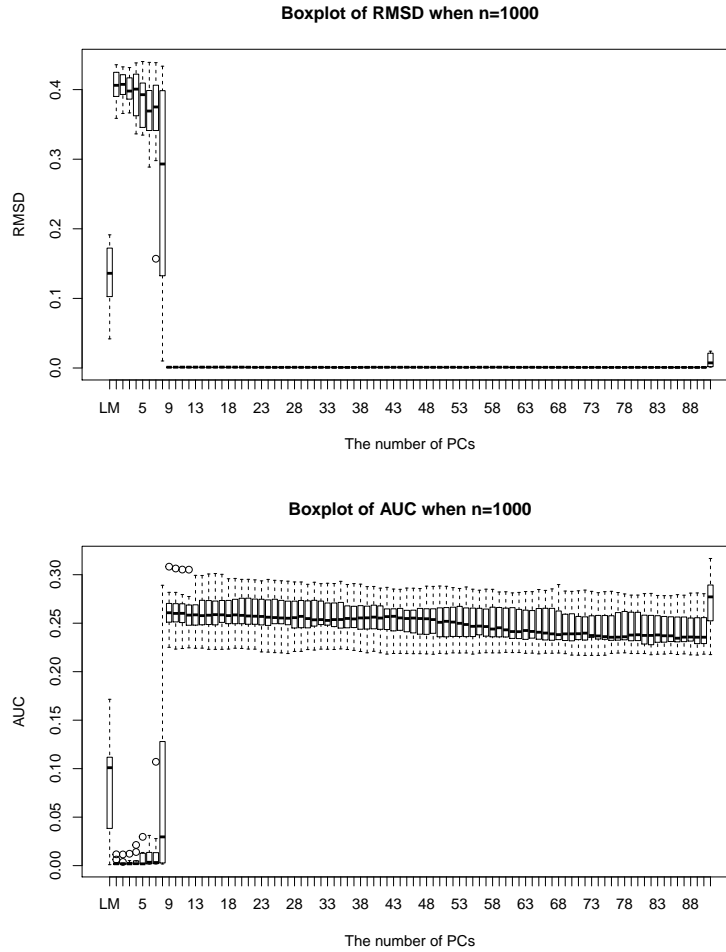 Boxplot of RMSD when n=1000
RMSD
0.4
0.3
0.2
0.1
0.0
LM 5 9 13 18 23 28 33 38 43 48 53 58 63 68 73 78 83 88
The number of PCs
Boxplot of AUC when n=1000
AUC
0.30
0.25
0.20
0.15
0.10
0.05
0.00
LM 5 9 13 18 23 28 33 38 43 48 53 58 63 68 73 78 83 88
The number of PCs